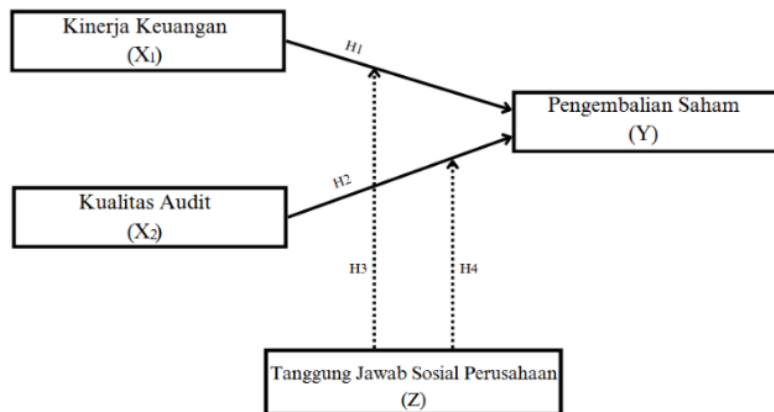 Kinerja Keuangan
(X1)
H1
Pengembalian Saham
(Y)
H2
Kualitas Audit
(X2)
H3
H4
Tanggung Jawab Sosial Perusahaan
(Z)